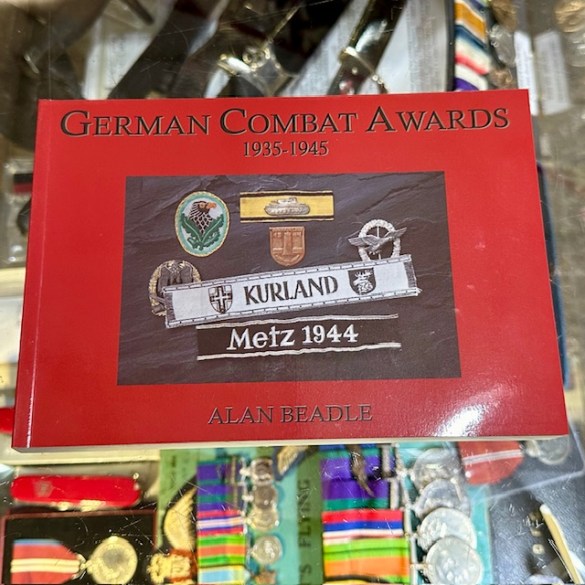 GERMAN COMBAT AWARDS
1935-1945
KURLAND
Metz 1944
ALAN BEADLE